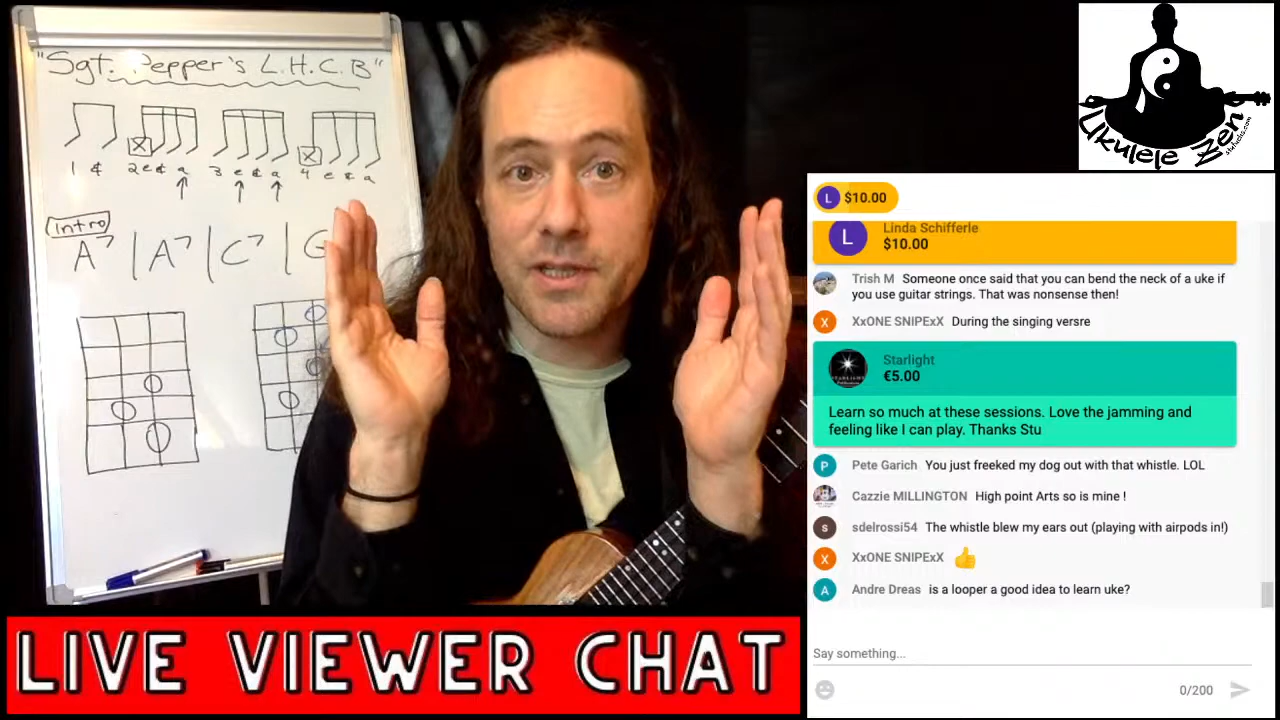 "Sgt. Pepper's L.H.C.B"
1 & 2 e & a 3 e & a 4 e & a
Intro
A7 | A7 | C7 | G
LIVE VIEWER CHAT
Ukulele Zen
L $10.00
L Linda Schifferle
$10.00
Trish M Someone once said that you can bend the neck of a uke if
you use guitar strings. That was nonsense then!
X XxONE SNIPExX During the singing versre
Starlight
€5.00
Learn so much at these sessions. Love the jamming and
feeling like I can play. Thanks Stu
P Pete Garich You just freeked my dog out with that whistle. LOL
Cazzie MILLINGTON High point Arts so is mine !
s sdelrossi54 The whistle blew my ears out (playing with airpods in!)
X XxONE SNIPExX 👍
A Andre Dreas is a looper a good idea to learn uke?
Say something...
0/200